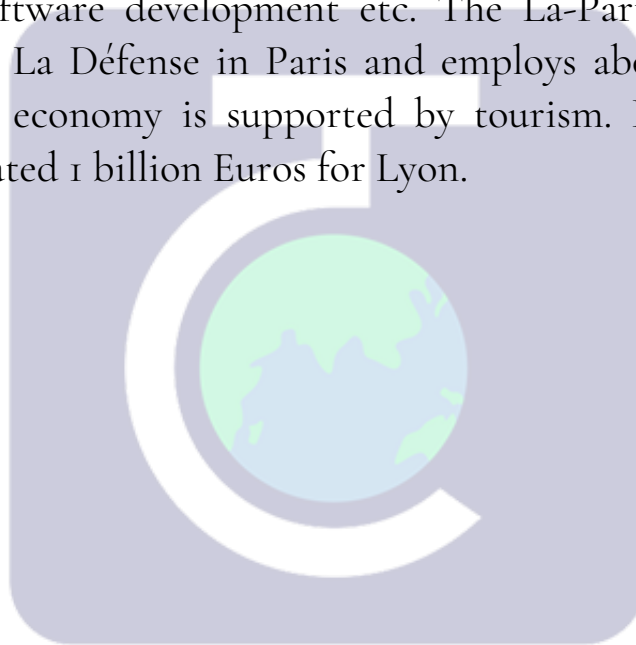 ftware development etc. The La-Par
La Défense in Paris and employs abo
economy is supported by tourism.
ated 1 billion Euros for Lyon.